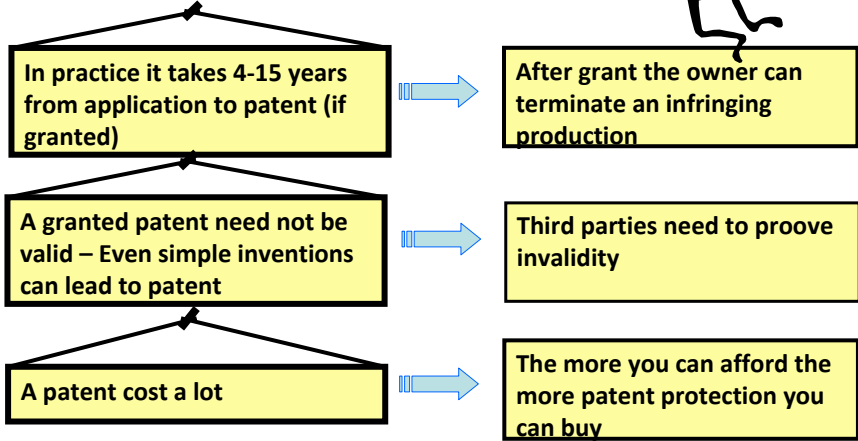 In practice it takes 4-15 years
from application to patent (if
granted)
After grant the owner can
terminate an infringing
production
A granted patent need not be
valid – Even simple inventions
can lead to patent
Third parties need to proove
invalidity
A patent cost a lot
The more you can afford the
more patent protection you
can buy